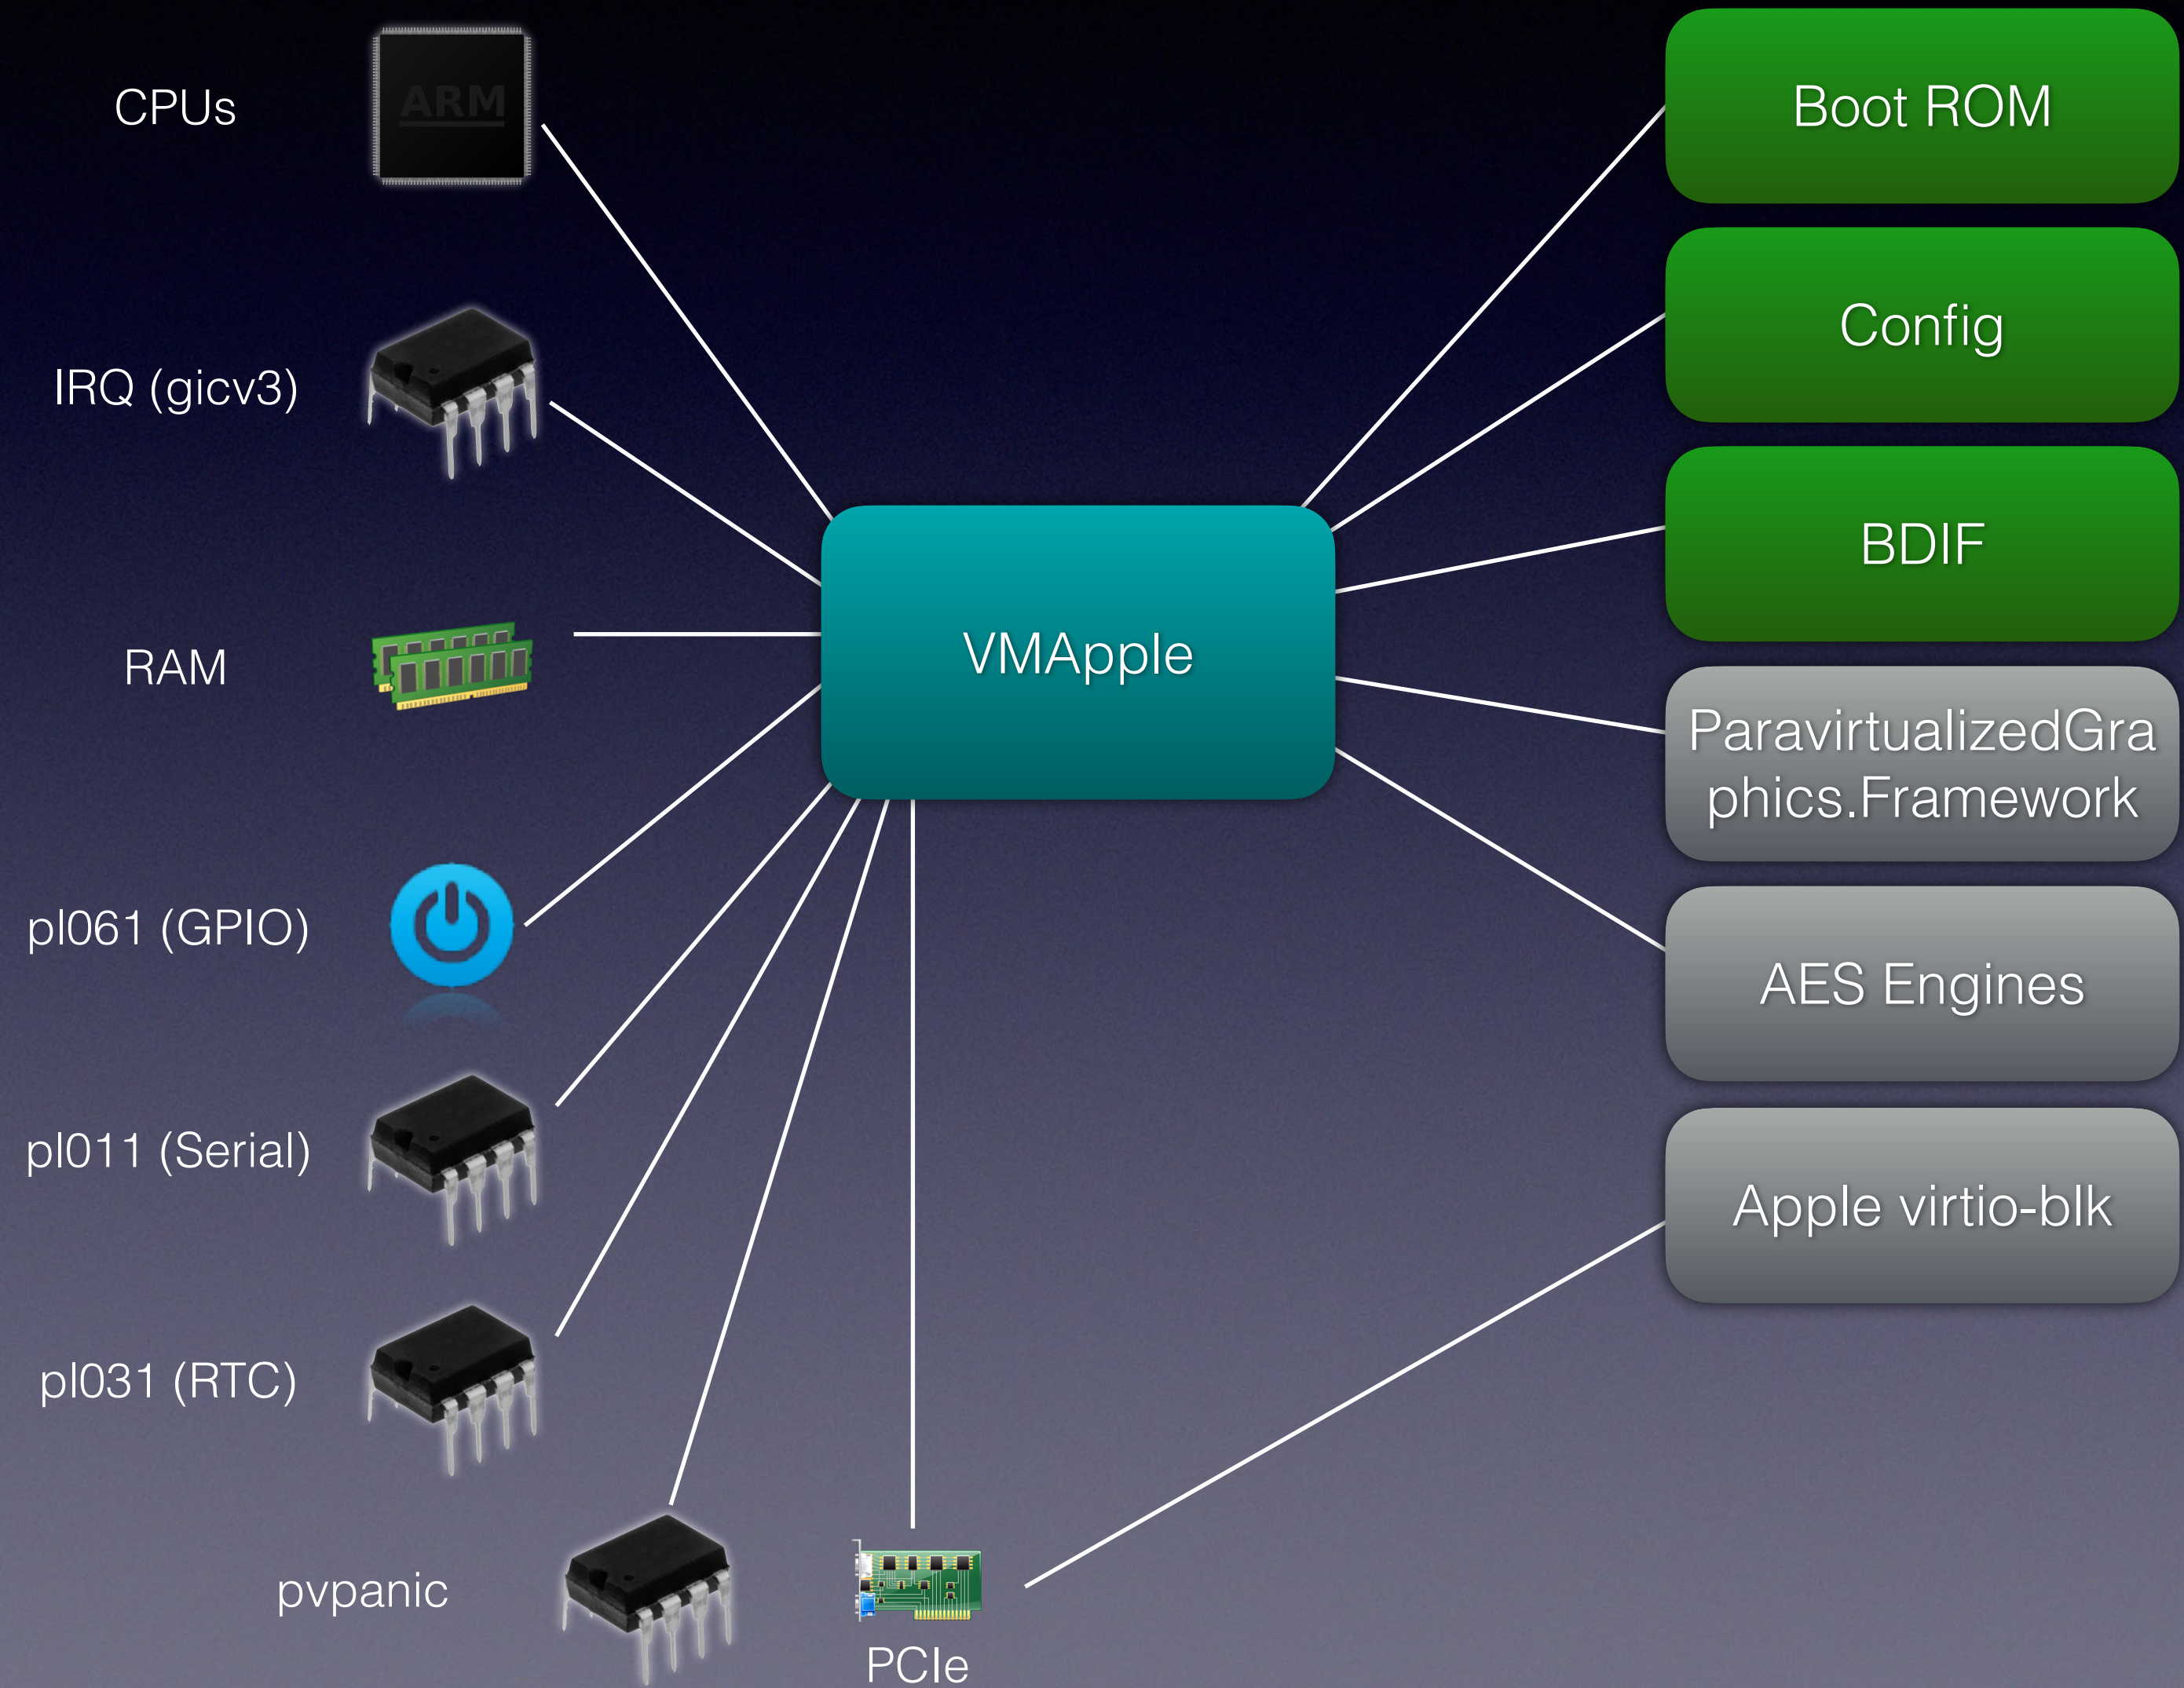 CPUs
ARM
Boot ROM
Config
IRQ (gicv3)
BDIF
VMApple
RAM
ParavirtualizedGra
phics.Framework
pl061 (GPIO)
AES Engines
pl011 (Serial)
Apple virtio-blk
pl031 (RTC)
pvpanic
PCIe